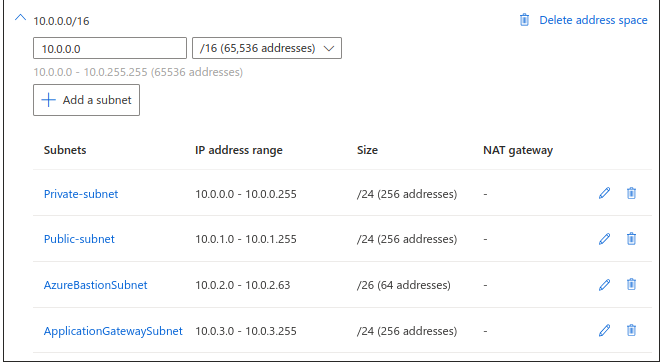 10.0.0.0/16
Delete address space
10.0.0.0
/16 (65,536 addresses)
10.0.0.0 - 10.0.255.255 (65536 addresses)
Add a subnet
Subnets IP address range Size NAT gateway
Private-subnet 10.0.0.0 - 10.0.0.255 /24 (256 addresses) -
Public-subnet 10.0.1.0 - 10.0.1.255 /24 (256 addresses) -
AzureBastionSubnet 10.0.2.0 - 10.0.2.63 /26 (64 addresses) -
ApplicationGatewaySubnet 10.0.3.0 - 10.0.3.255 /24 (256 addresses) -